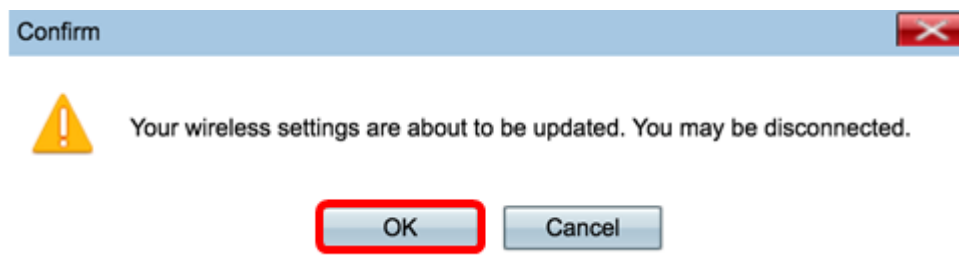 Confirm
Your wireless settings are about to be updated. You may be disconnected.
OK
Cancel